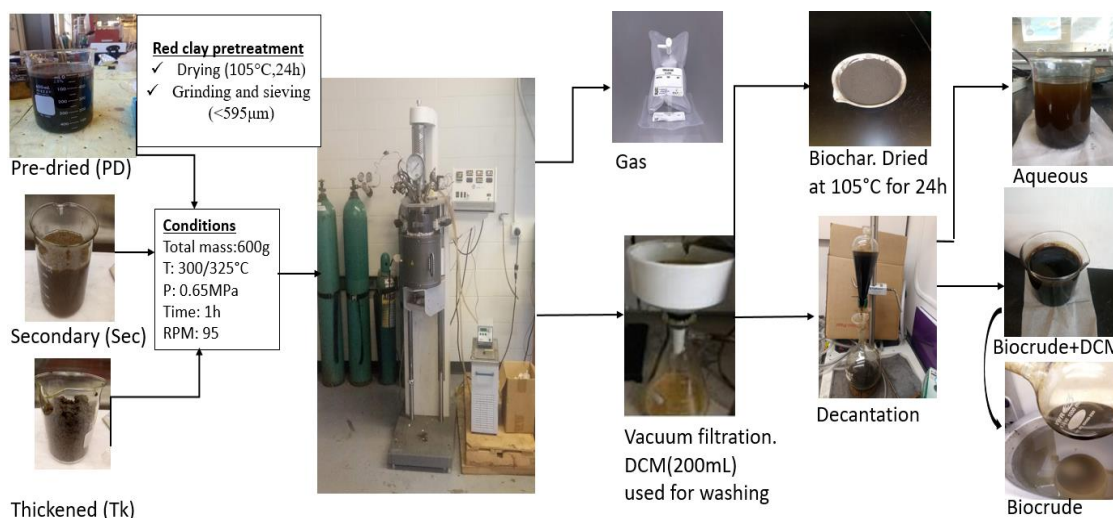 Red clay pretreatment
✓ Drying (105°C,24h)
✓ Grinding and sieving
(<595μm)
Pre-dried (PD)
Conditions
Total mass:600g
T: 300/325°C
P: 0.65MPa
Time: 1h
RPM: 95
Secondary (Sec)
Thickened (Tk)
Gas
Vacuum filtration.
DCM(200mL)
used for washing
Biochar. Dried
at 105°C for 24h
Decantation
Aqueous
Biocrude+DCM
Biocrude